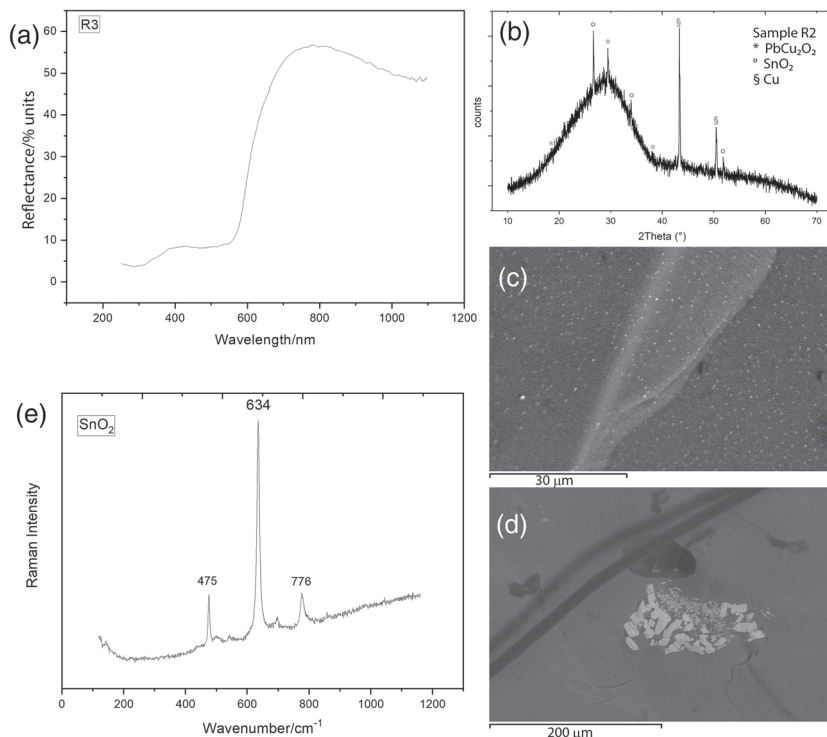 (a)
R3
60
50
40
30
20
10
0
Reflectance/% units
200 400 600 800 1000 1200
Wavelength/nm
(b)
Sample R2
* PbCu₂O₂
° SnO₂
§ Cu
o
*
o
§
§
o
*
*
counts
10 20 30 40 50 60 70
2Theta (°)
(c)
30 µm
(d)
200 µm
(e)
SnO₂
634
475
776
Raman Intensity
0 200 400 600 800 1000 1200
Wavenumber/cm⁻¹